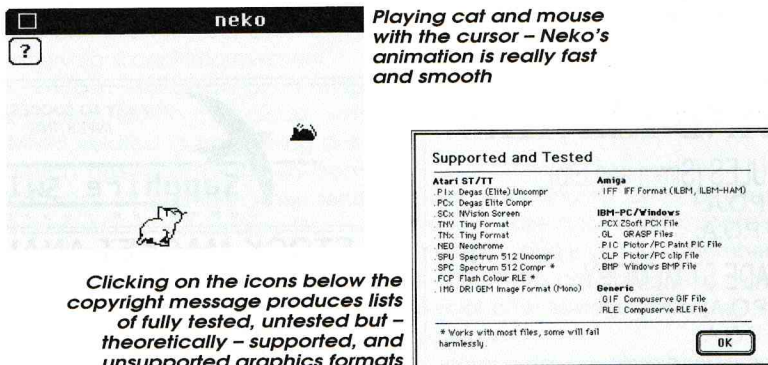 neko
?
Playing cat and mouse
with the cursor – Neko's
animation is really fast
and smooth
Clicking on the icons below the
copyright message produces lists
of fully tested, untested but –
theoretically – supported, and
unsupported graphics formats
Supported and Tested
Atari ST/TT
.PIx Degas (Elite) Uncompr
.PCx Degas Elite Compr
.SCx NVision Screen
.TNY Tiny Format
.TNx Tiny Format
.NEO Neochrome
.SPU Spectrum 512 Uncompr
.SPC Spectrum 512 Compr *
.FCP Flash Colour RLE *
.IMG DRI GEM Image Format (Mono)
Amiga
.IFF IFF Format (ILBM, ILBM-HAM)
IBM-PC/Windows
.PCX ZSoft PCX File
.GL GRASP Files
.PIC Pictor/PC Paint PIC File
.CLP Pictor/PC clip File
.BMP Windows BMP File
Generic
.GIF Compuserve GIF File
.RLE Compuserve RLE File
* Works with most files, some will fail
harmlessly.
OK